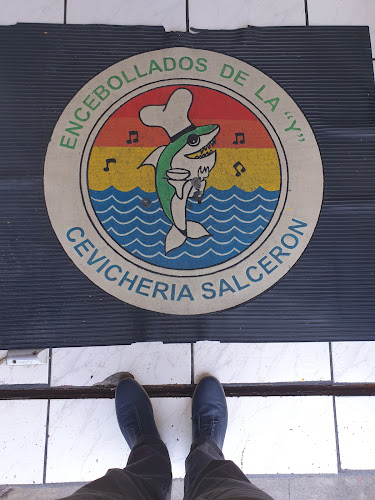 ENCEBOLLADOS DE LA "Y"
CEVICHERIA SALCERON